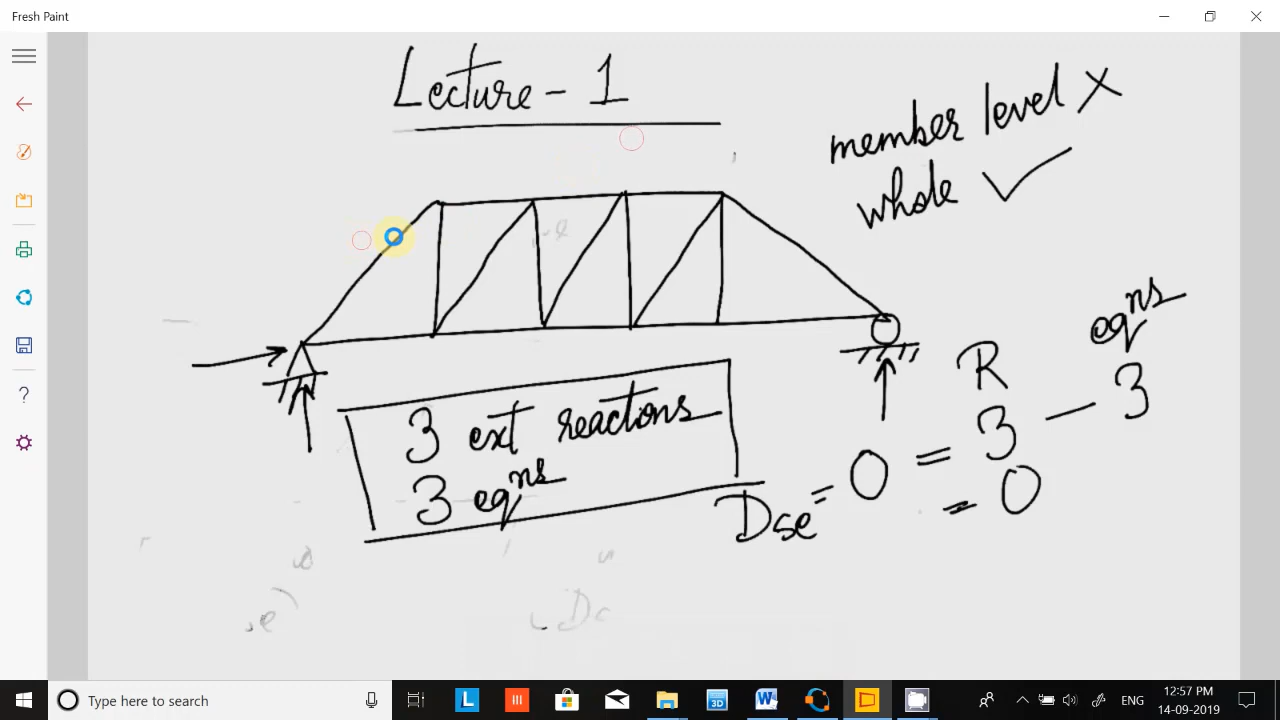 Fresh Paint
Lecture - 1
member level X
whole ✓
3 ext reactions
3 eqns
R eqns
Dse = 0 = 3 - 3
= 0
Type here to search
ENG
12:57 PM
14-09-2019